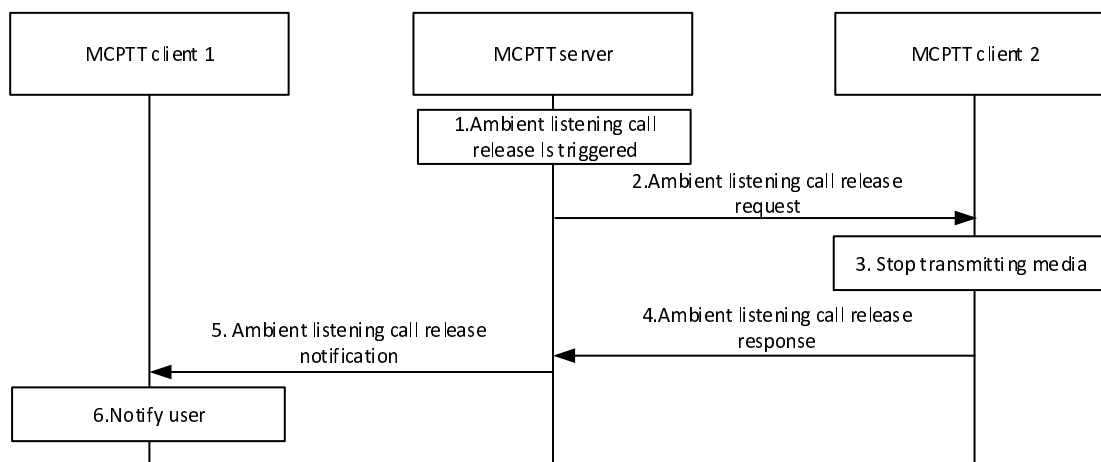 MCPTT client 1
MCPTT server
MCPTT client 2
1.Ambient listening call
release Is triggered
2.Ambient listening call release
request
3. Stop transmitting media
4.Ambient listening call release
response
5. Ambient listening call release
notification
6.Notify user